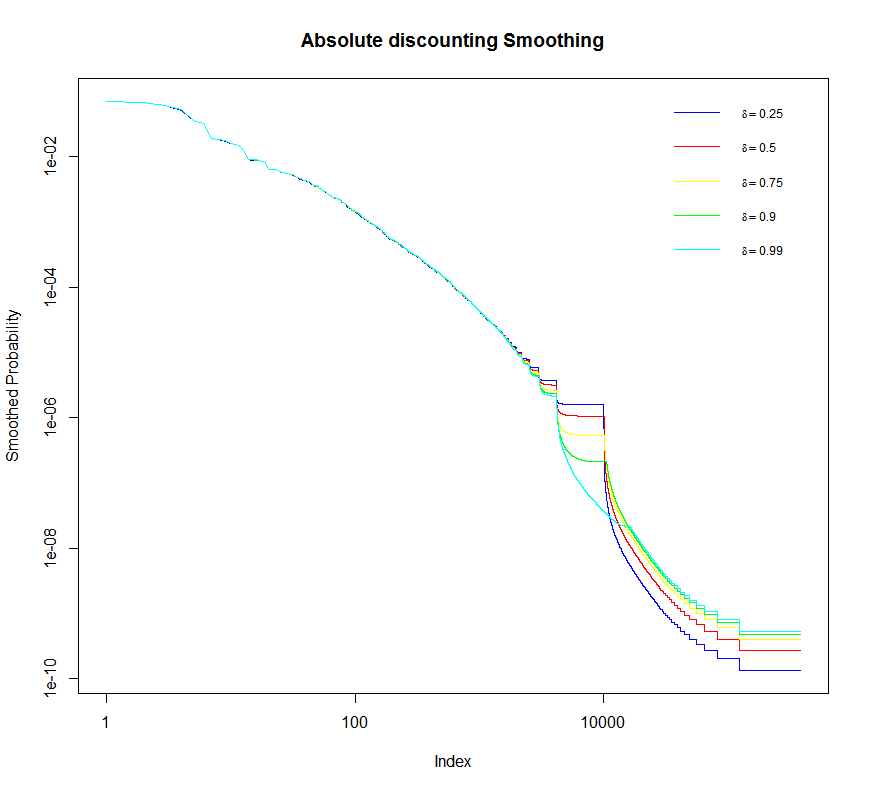 Absolute discounting Smoothing
δ = 0.25
δ = 0.5
δ = 0.75
δ = 0.9
δ = 0.99
Smoothed Probability
1e-02
1e-04
1e-06
1e-08
1e-10
1
100
10000
Index